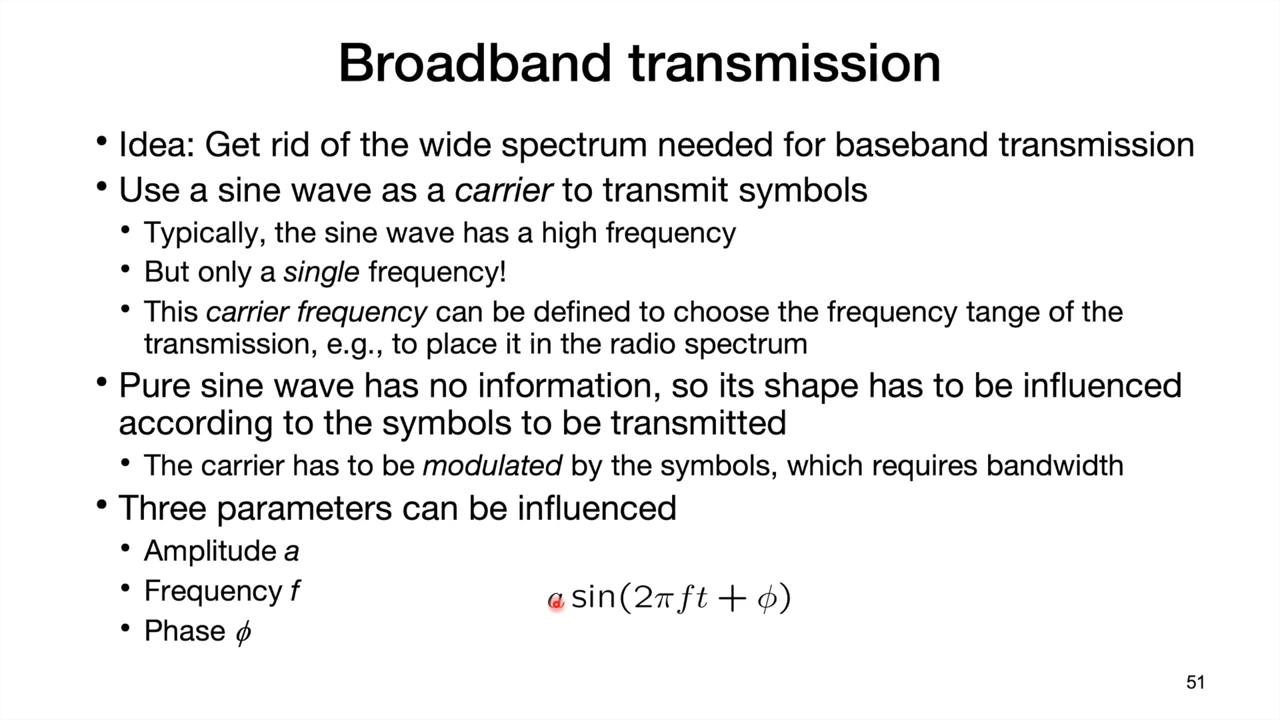 Broadband transmission
• Idea: Get rid of the wide spectrum needed for baseband transmission
• Use a sine wave as a carrier to transmit symbols
• Typically, the sine wave has a high frequency
• But only a single frequency!
• This carrier frequency can be defined to choose the frequency tange of the
transmission, e.g., to place it in the radio spectrum
• Pure sine wave has no information, so its shape has to be influenced
according to the symbols to be transmitted
• The carrier has to be modulated by the symbols, which requires bandwidth
• Three parameters can be influenced
• Amplitude a
• Frequency f
• Phase ϕ
a sin(2πft + ϕ)
51